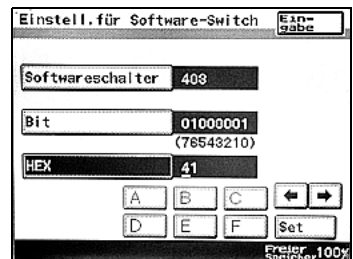 Einstell.für Software-Switch
Ein-
gabe
Softwareschalter 403
Bit 01000001
(76543210)
HEX 41
A B C ← →
D E F Set
Freier
Speicher 100%